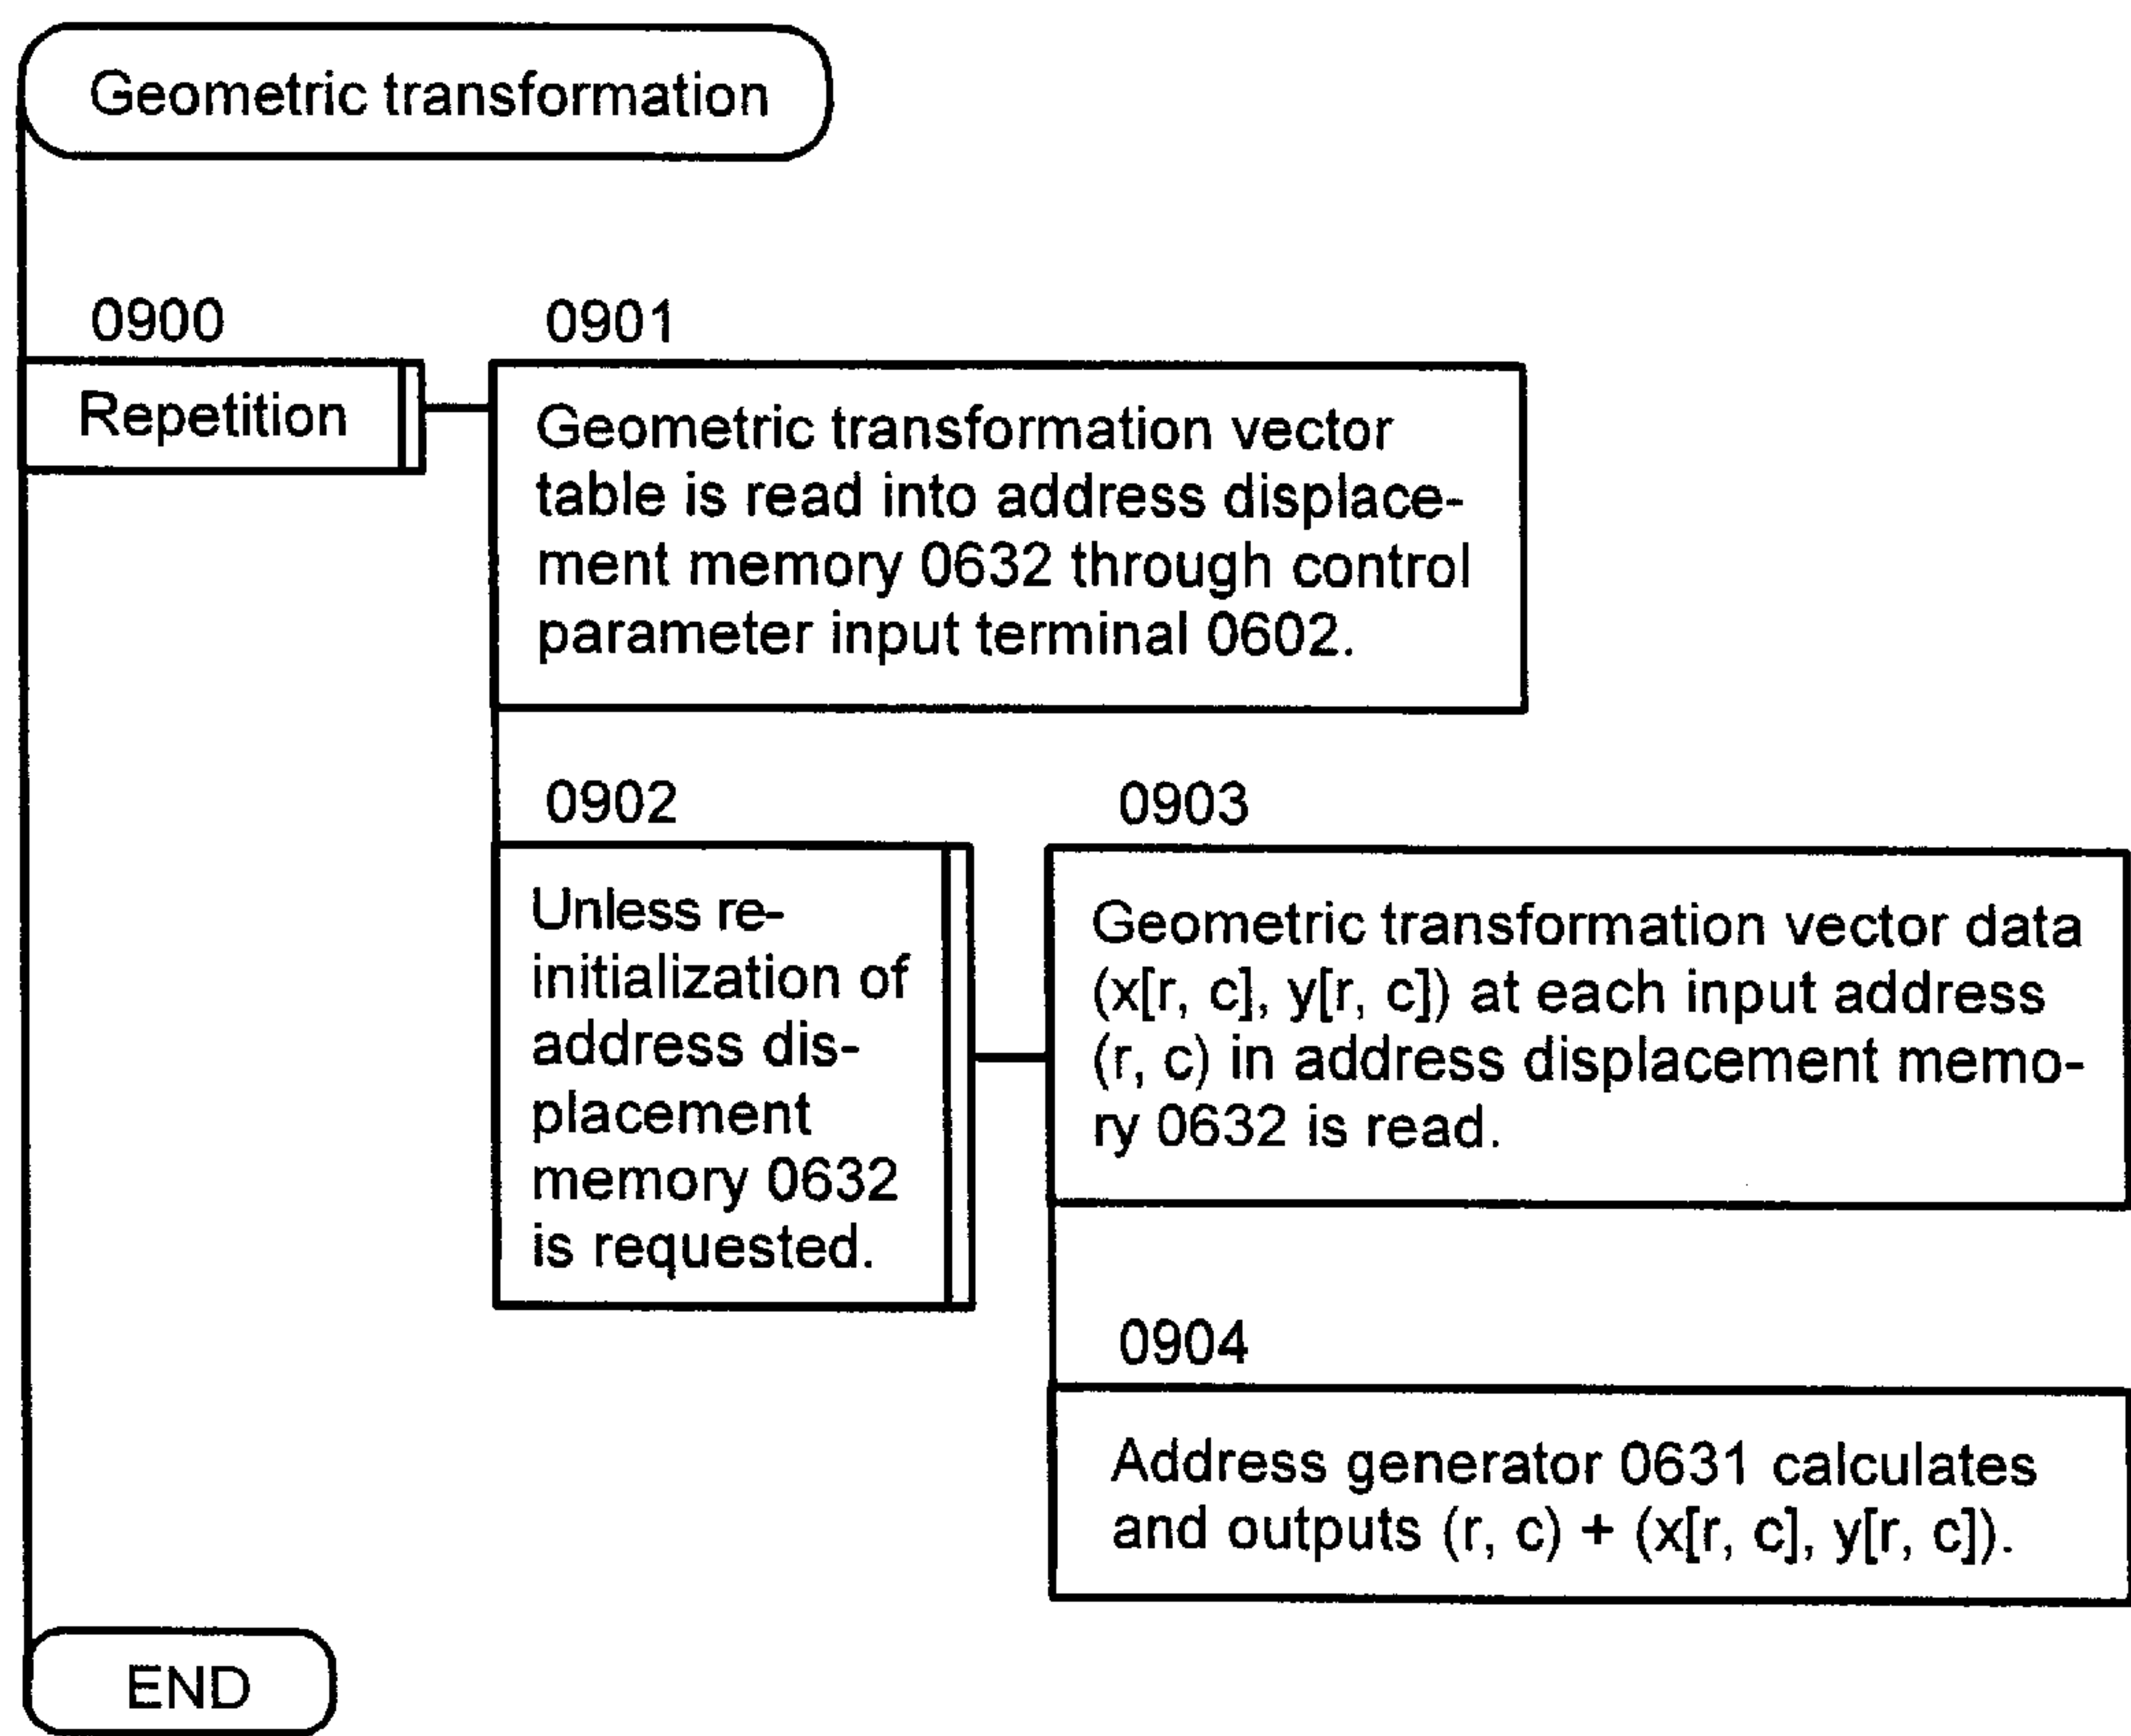 Geometric transformation
0900
Repetition
0901
Geometric transformation vector
table is read into address displace-
ment memory 0632 through control
parameter input terminal 0602.
0902
Unless re-
initialization of
address dis-
placement
memory 0632
is requested.
0903
Geometric transformation vector data
(x[r, c], y[r, c]) at each input address
(r, c) in address displacement memo-
ry 0632 is read.
0904
Address generator 0631 calculates
and outputs (r, c) + (x[r, c], y[r, c]).
END